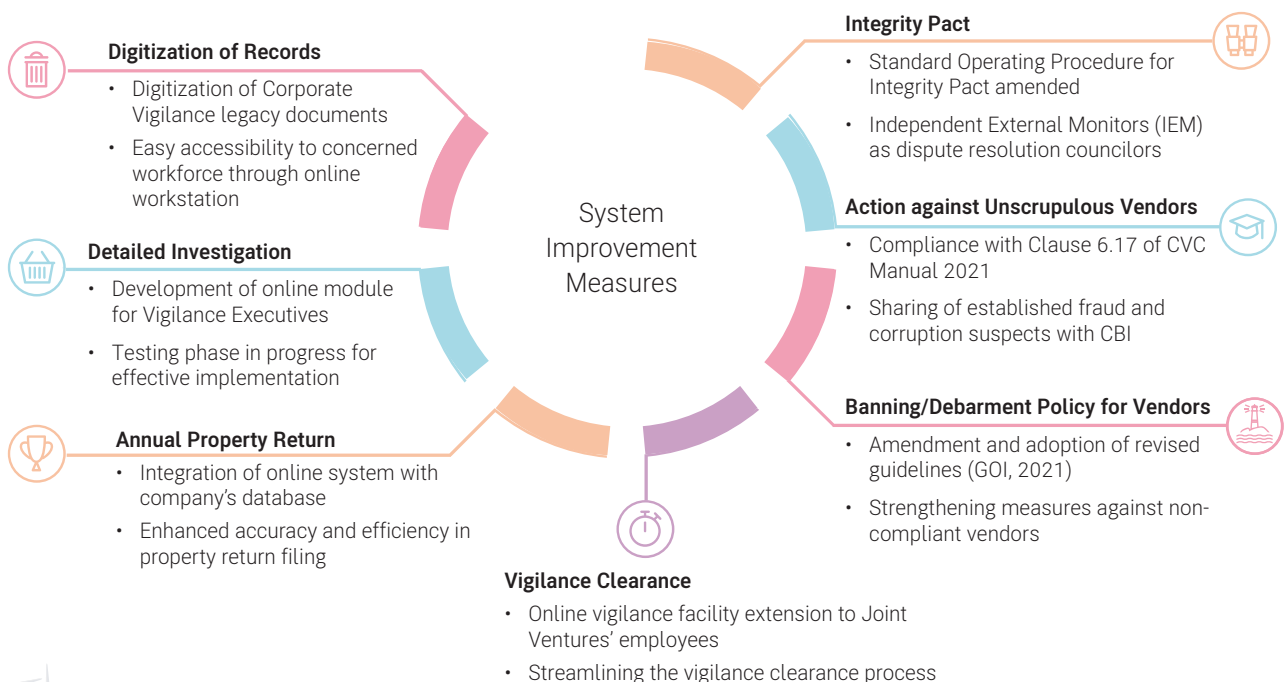 Digitization of Records
• Digitization of Corporate
Vigilance legacy documents
• Easy accessibility to concerned
workforce through online
workstation
Detailed Investigation
• Development of online module
for Vigilance Executives
• Testing phase in progress for
effective implementation
Annual Property Return
• Integration of online system with
company's database
• Enhanced accuracy and efficiency in
property return filing
System
Improvement
Measures
Integrity Pact
• Standard Operating Procedure for
Integrity Pact amended
• Independent External Monitors (IEM)
as dispute resolution councilors
Action against Unscrupulous Vendors
• Compliance with Clause 6.17 of CVC
Manual 2021
• Sharing of established fraud and
corruption suspects with CBI
Banning/Debarment Policy for Vendors
• Amendment and adoption of revised
guidelines (GOI, 2021)
• Strengthening measures against non-
compliant vendors
Vigilance Clearance
• Online vigilance facility extension to Joint
Ventures' employees
• Streamlining the vigilance clearance process